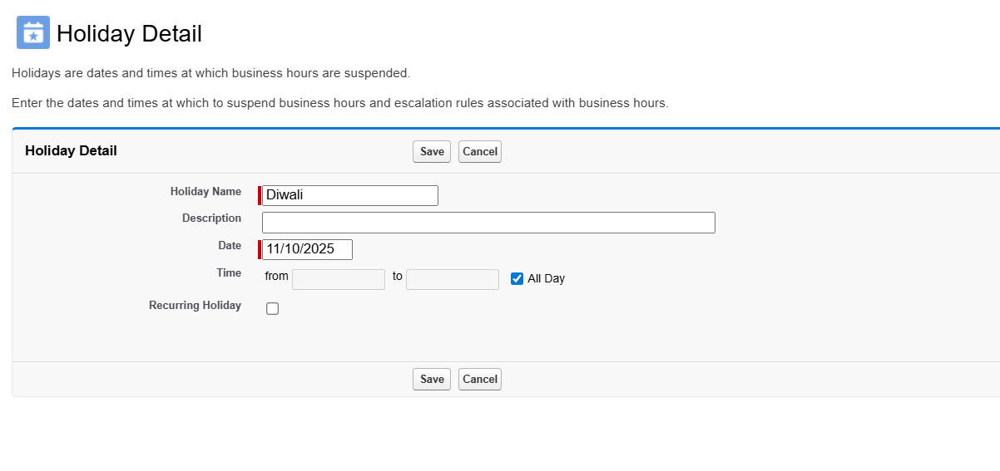 Holiday Detail
Holidays are dates and times at which business hours are suspended.
Enter the dates and times at which to suspend business hours and escalation rules associated with business hours.
Holiday Detail Save Cancel
Holiday Name Diwali
Description
Date 11/10/2025
Time from to All Day
Recurring Holiday
Save Cancel